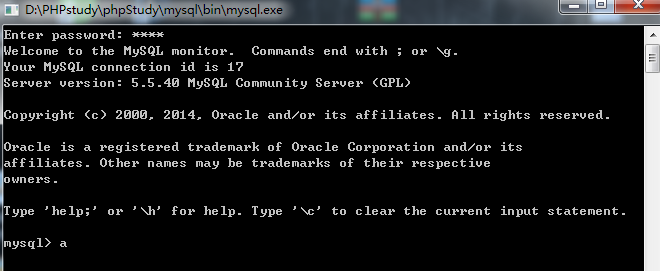 D:\PHPstudy\phpStudy\mysql\bin\mysql.exe
Enter password: ****
Welcome to the MySQL monitor.  Commands end with ; or \g.
Your MySQL connection id is 17
Server version: 5.5.40 MySQL Community Server (GPL)
Copyright (c) 2000, 2014, Oracle and/or its affiliates. All rights reserved.
Oracle is a registered trademark of Oracle Corporation and/or its
affiliates. Other names may be trademarks of their respective
owners.
Type 'help;' or '\h' for help. Type '\c' to clear the current input statement.
mysql> a